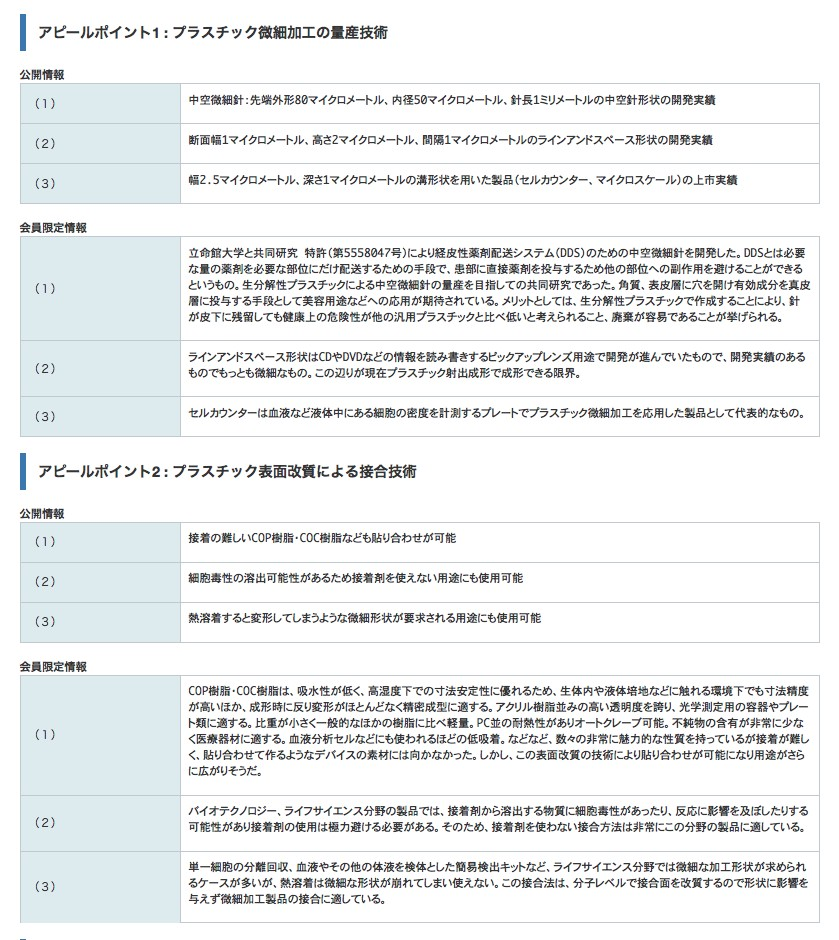 アピールポイント1：プラスチック微細加工の量産技術
公開情報
（1）
中空微細針：先端外形80マイクロメートル、内径50マイクロメートル、針長1ミリメートルの中空針形状の開発実績
（2）
断面幅1マイクロメートル、高さ2マイクロメートル、間隔1マイクロメートルのラインアンドスペース形状の開発実績
（3）
幅2.5マイクロメートル、深さ1マイクロメートルの溝形状を用いた製品（セルカウンター、マイクロスケール）の上市実績
会員限定情報
（1）
立命館大学と共同研究　特許（第5558047号）により経皮性薬剤配送システム（DDS）のための中空微細針を開発した。DDSとは必要
な量の薬剤を必要な部位にだけ配送するための手段で、患部に直接薬剤を投与するため他の部位への副作用を避けることができる
というもの。生分解性プラスチックによる中空微細針の量産を目指しての共同研究であった。角質、表皮層に穴を開け有効成分を真皮
層に投与する手段として美容用途などへの応用が期待されている。メリットとしては、生分解性プラスチックで作成することにより、針
が皮下に残留しても健康上の危険性が他の汎用プラスチックと比べ低いと考えられること、廃棄が容易であることが挙げられる。
（2）
ラインアンドスペース形状はCDやDVDなどの情報を読み書きするピックアップレンズ用途で開発が進んでいたもので、開発実績のある
ものでもっとも微細なもの。この辺りが現在プラスチック射出成形で成形できる限界。
（3）
セルカウンターは血液など液体中にある細胞の密度を計測するプレートでプラスチック微細加工を応用した製品として代表的なもの。
アピールポイント2：プラスチック表面改質による接合技術
公開情報
（1）
接着の難しいCOP樹脂・COC樹脂なども貼り合わせが可能
（2）
細胞毒性の溶出可能性があるため接着剤を使えない用途にも使用可能
（3）
熱溶着すると変形してしまうような微細形状が要求される用途にも使用可能
会員限定情報
（1）
COP樹脂・COC樹脂は、吸水性が低く、高湿度下での寸法安定性に優れるため、生体内や液体培地などに触れる環境下でも寸法精度
が高いほか、成形時に反り変形がほとんどなく精密成型に適する。アクリル樹脂並みの高い透明度を誇り、光学測定用の容器やプレー
ト類に適する。比重が小さく一般的なほかの樹脂に比べ軽量。PC並の耐熱性がありオートクレーブ可能。不純物の含有が非常に少な
く医療器材に適する。血液分析セルなどにも使われるほどの低吸着。などなど、数々の非常に魅力的な性質を持っているが接着が難し
く、貼り合わせて作るようなデバイスの素材には向かなかった。しかし、この表面改質の技術により貼り合わせが可能になり用途がさら
に広がりそうだ。
（2）
バイオテクノロジー、ライフサイエンス分野の製品では、接着剤から溶出する物質に細胞毒性があったり、反応に影響を及ぼしたりする
可能性があり接着剤の使用は極力避ける必要がある。そのため、接着剤を使わない接合方法は非常にこの分野の製品に適している。
（3）
単一細胞の分離回収、血液やその他の体液を検体とした簡易検出キットなど、ライフサイエンス分野では微細な加工形状が求められ
るケースが多いが、熱溶着は微細な形状が崩れてしまい使えない。この接合法は、分子レベルで接合面を改質するので形状に影響を
与えず微細加工製品の接合に適している。